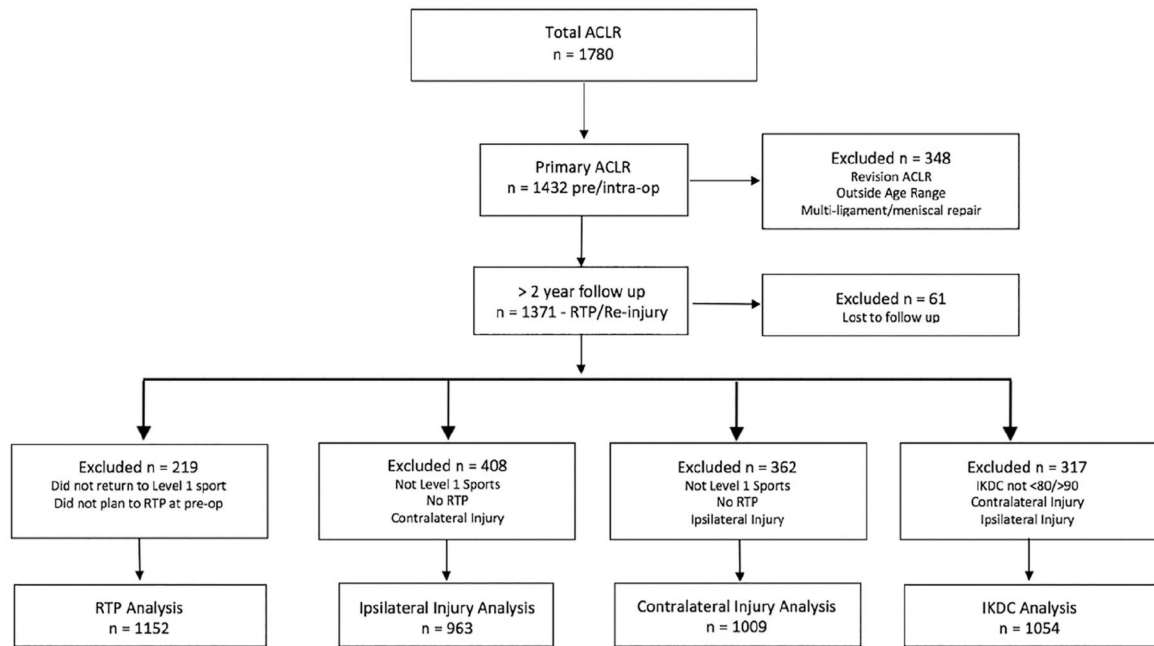 Total ACLR
n = 1780
Primary ACLR
n = 1432 pre/intra-op
Excluded n = 348
Revision ACLR
Outside Age Range
Multi-ligament/meniscal repair
> 2 year follow up
n = 1371 - RTP/Re-injury
Excluded n = 61
Lost to follow up
Excluded n = 219
Did not return to Level 1 sport
Did not plan to RTP at pre-op
Excluded n = 408
Not Level 1 Sports
No RTP
Contralateral Injury
Excluded n = 362
Not Level 1 Sports
No RTP
Ipsilateral Injury
Excluded n = 317
IKDC not <80/>90
Contralateral Injury
Ipsilateral Injury
RTP Analysis
n = 1152
Ipsilateral Injury Analysis
n = 963
Contralateral Injury Analysis
n = 1009
IKDC Analysis
n = 1054